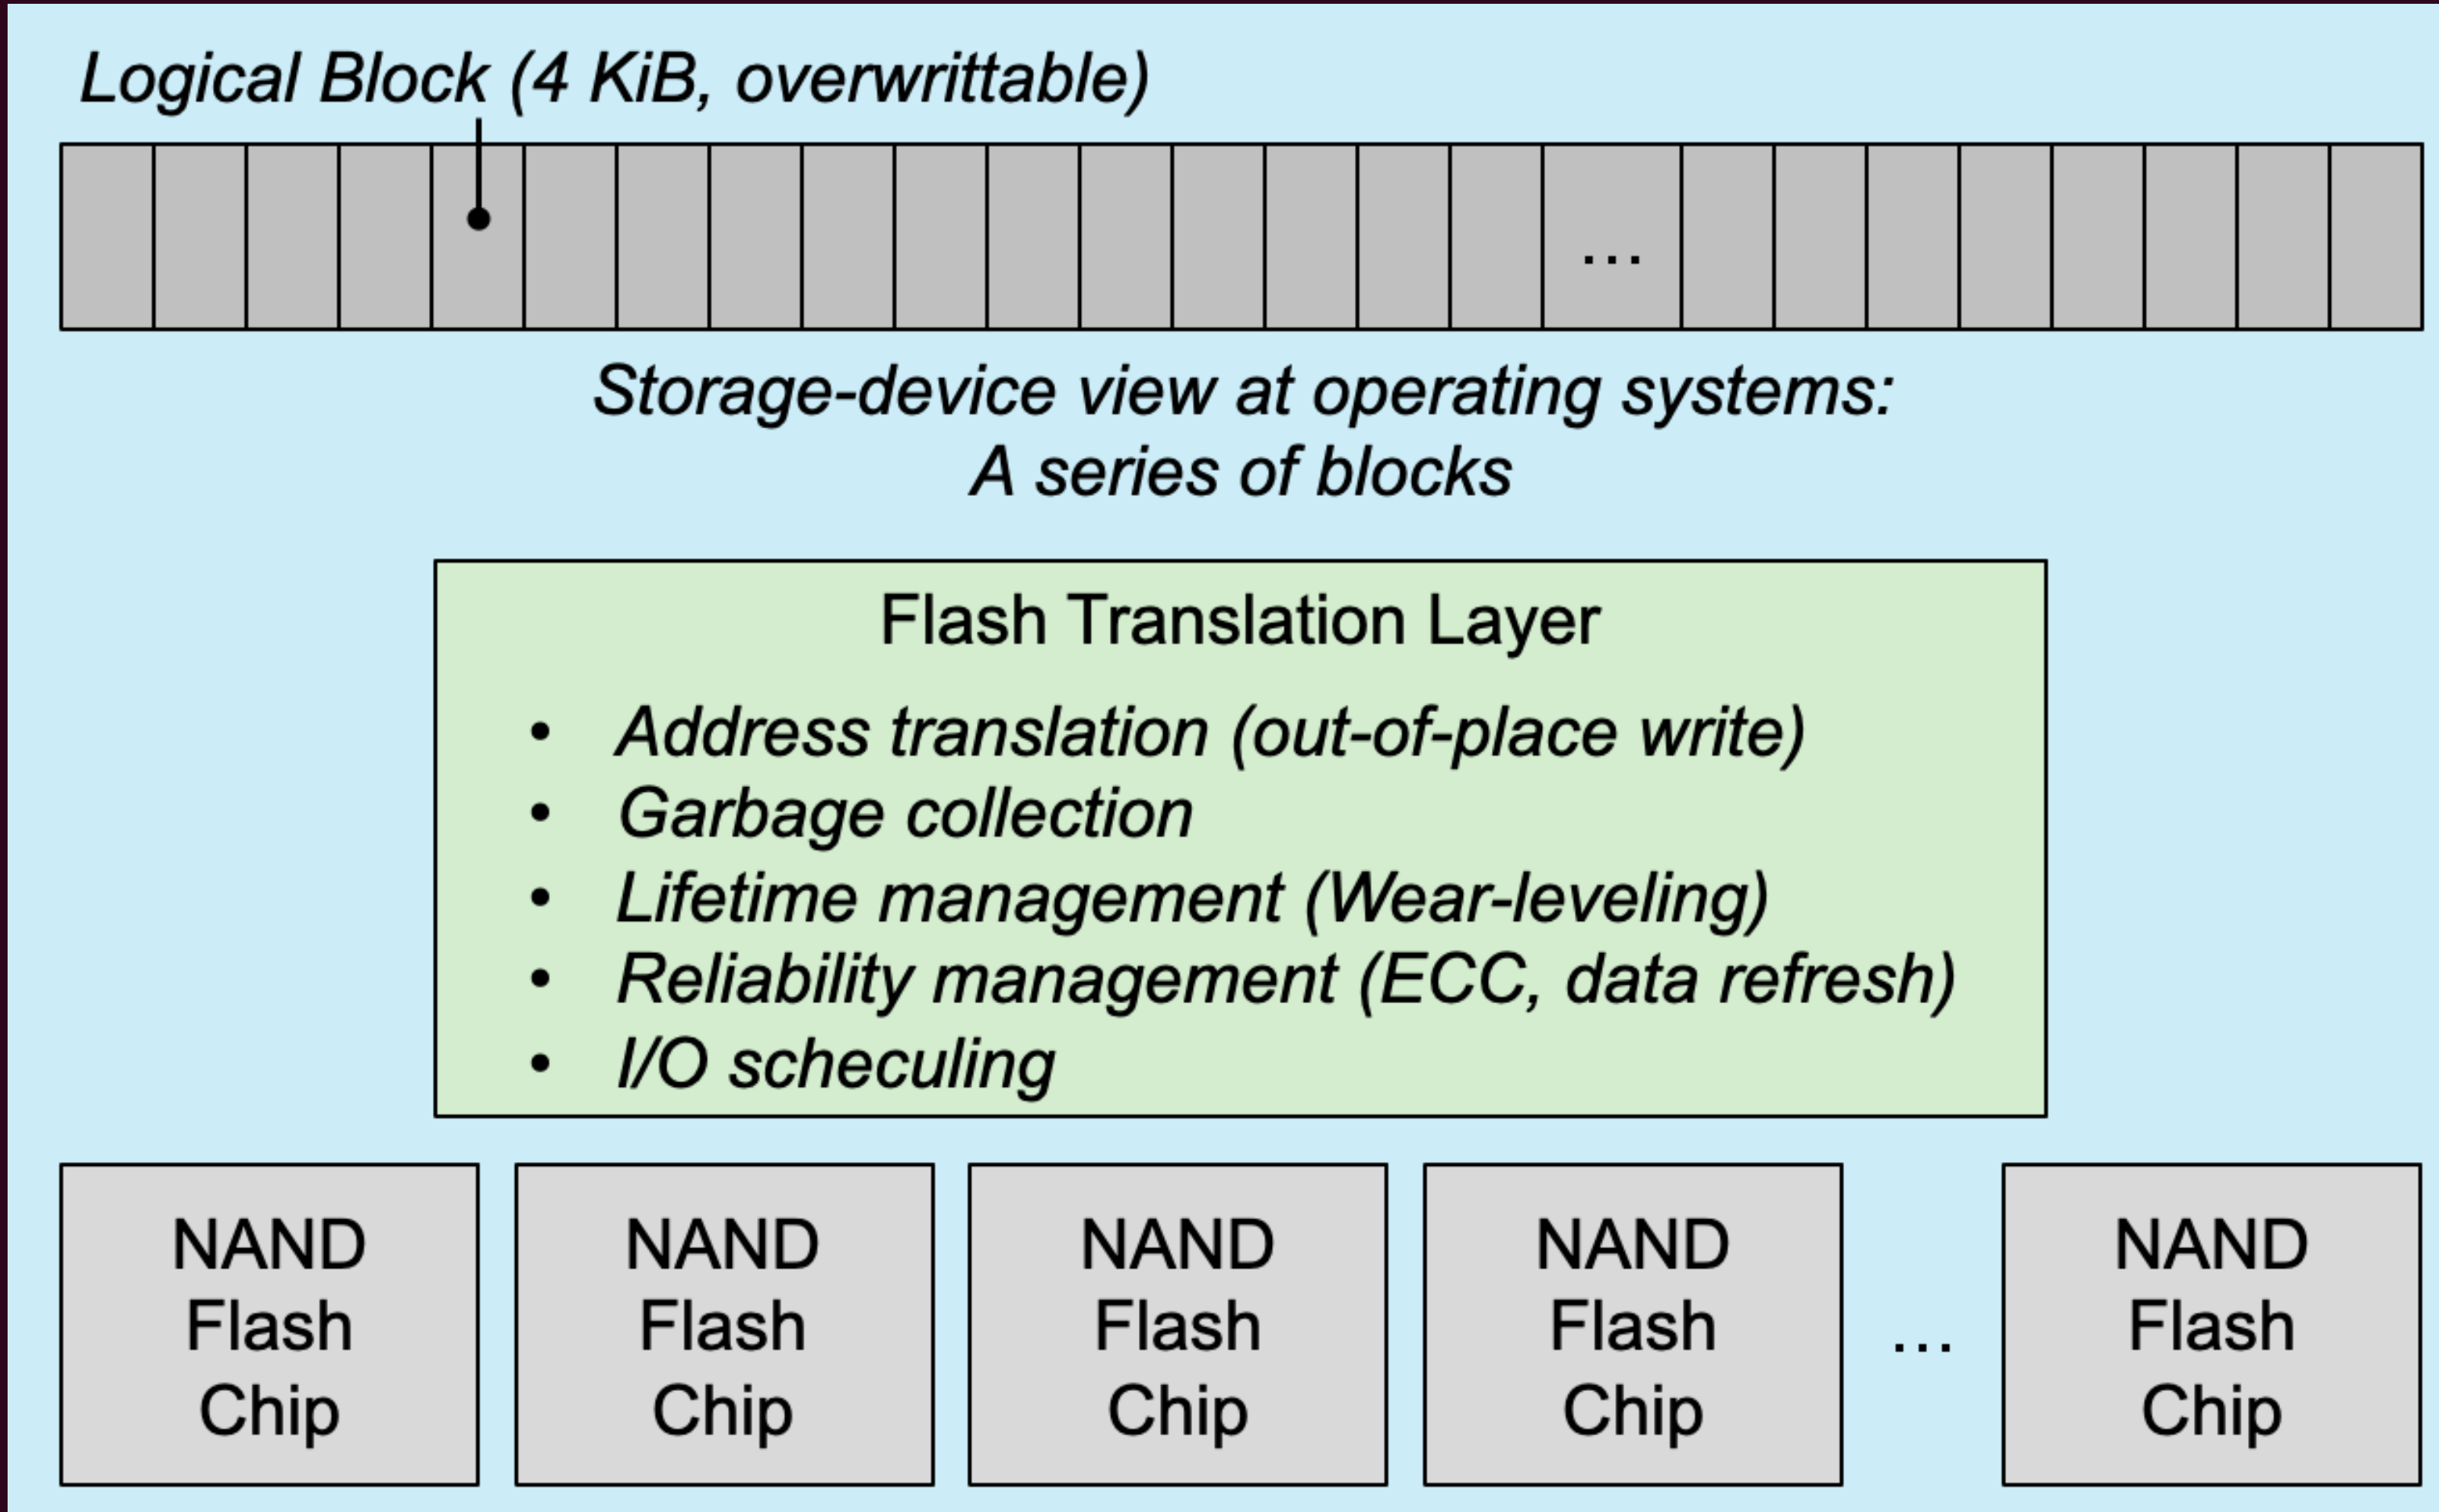 Logical Block (4 KiB, overwrittable)
...
Storage-device view at operating systems:
A series of blocks
Flash Translation Layer
• Address translation (out-of-place write)
• Garbage collection
• Lifetime management (Wear-leveling)
• Reliability management (ECC, data refresh)
• I/O scheculing
NAND
Flash
Chip
NAND
Flash
Chip
NAND
Flash
Chip
NAND
Flash
Chip
...
NAND
Flash
Chip